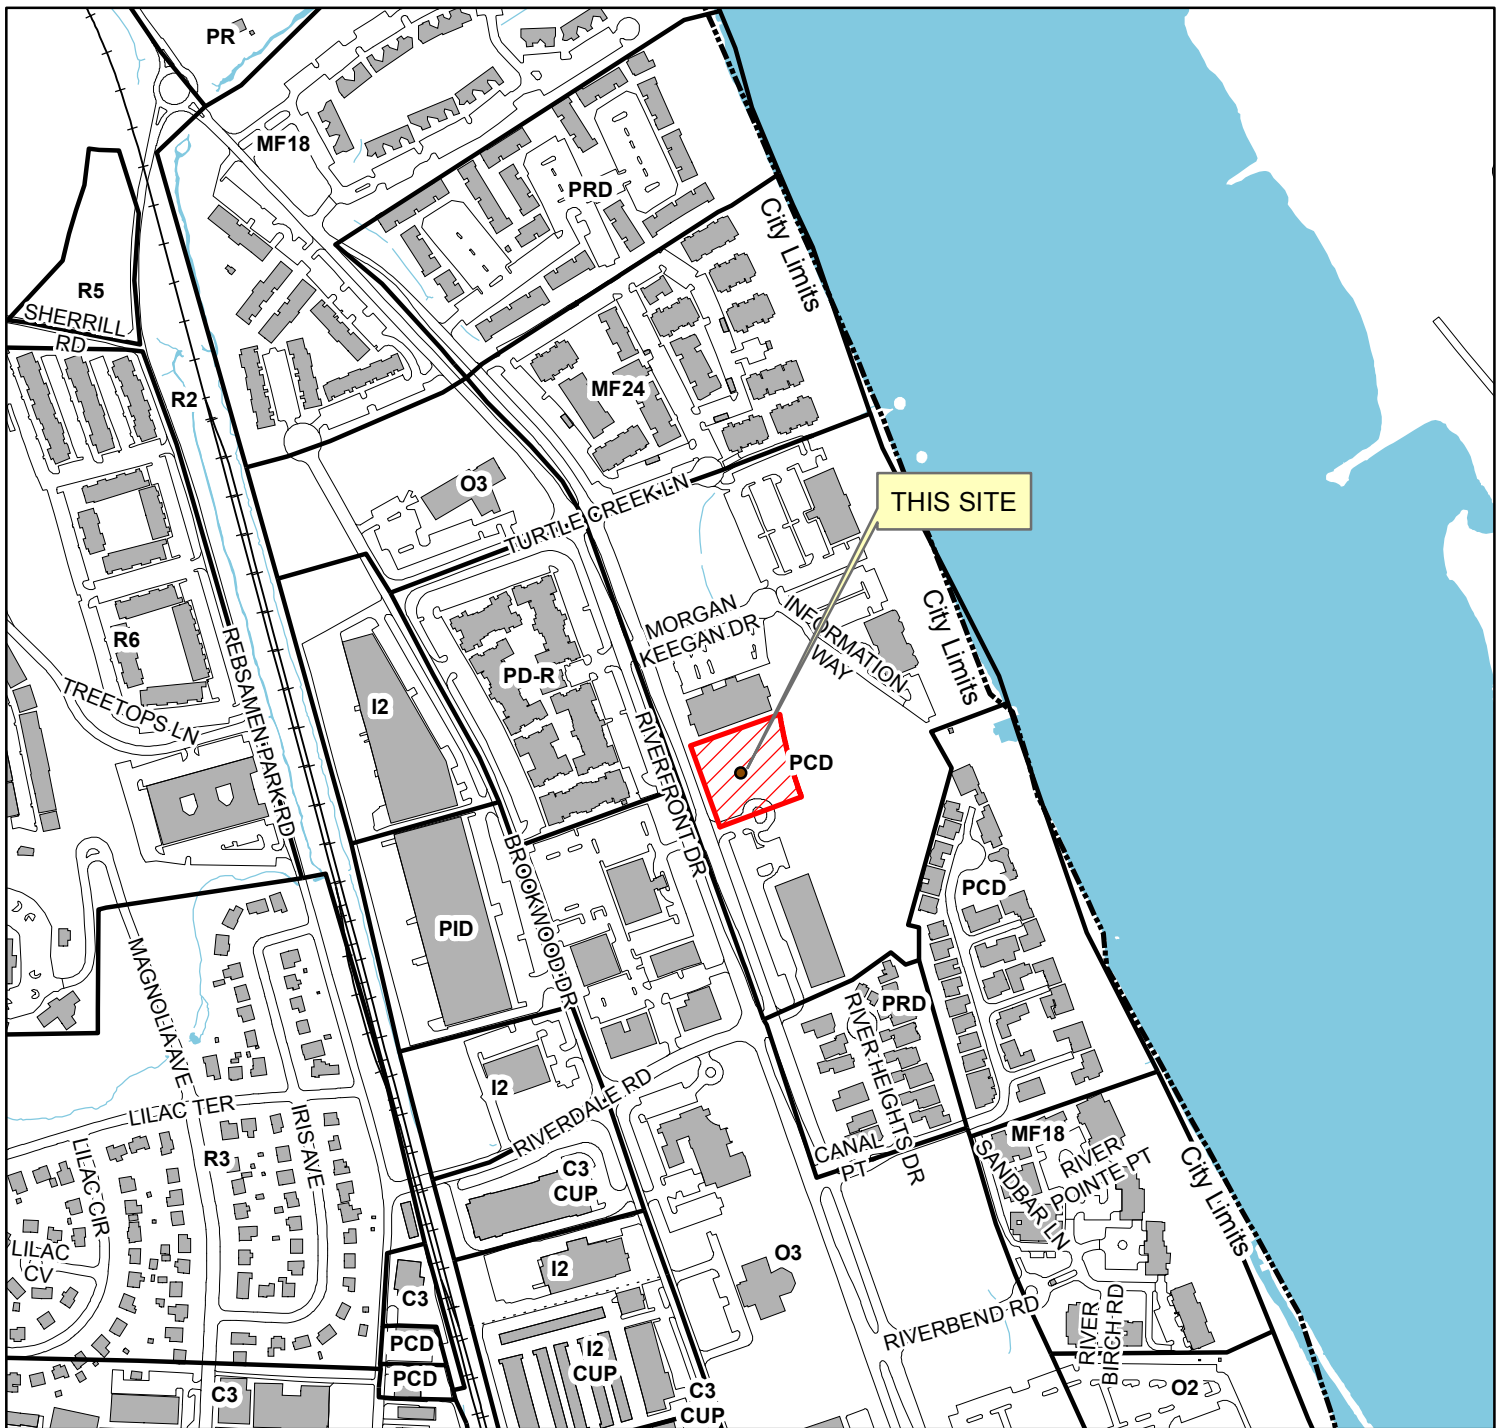 PR
MF18
PRD
City Limits
R5
SHERRILL
RD
R2
MF24
O3
TURTLE CREEK LN
THIS SITE
MORGAN
KEEGAN DR
INFORMATION
WAY
City Limits
R6
REBSAMEN PARK RD
TREETOPS LN
I2
PD-R
RIVERFRONT DR
PCD
BROOKWOOD DR
PID
PCD
MAGNOLIA AVE
PRD
RIVER HEIGHTS DR
I2
RIVERDALE RD
LILAC TER
IRIS AVE
R3
LILAC CIR
LILAC
CV
CANAL
PT
MF18
SANDBAR LN
RIVER
POINTE PT
City Limits
C3
CUP
I2
O3
C3
PCD
PCD
C3
I2
CUP
C3
CUP
RIVERBEND RD
RIVER
BIRCH RD
O2